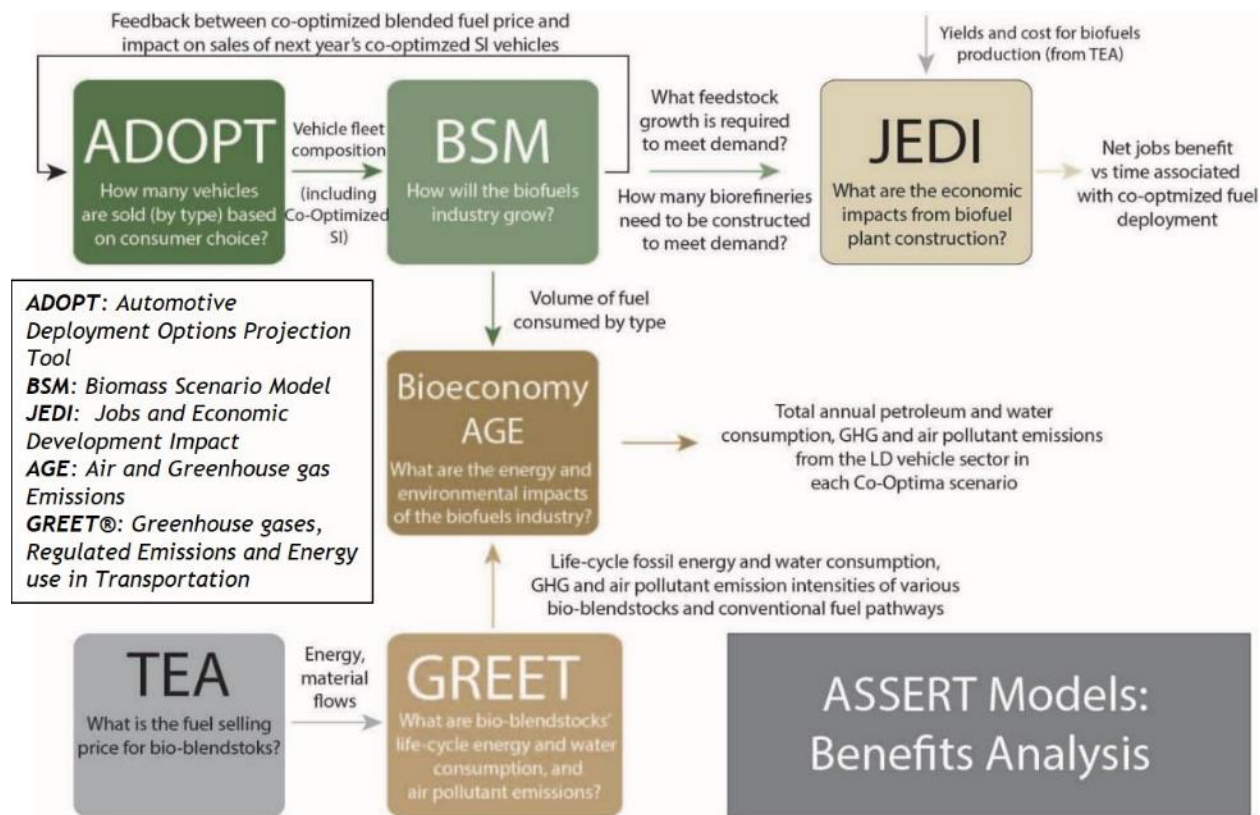 Feedback between co-optimized blended fuel price and
impact on sales of next year's co-optimzed SI vehicles
Yields and cost for biofuels
production (from TEA)
ADOPT
How many vehicles
are sold (by type) based
on consumer choice?
Vehicle fleet
composition
(including
Co-Optimized
SI)
BSM
How will the biofuels
industry grow?
What feedstock
growth is required
to meet demand?
How many biorefineries
need to be constructed
to meet demand?
JEDI
What are the economic
impacts from biofuel
plant construction?
Net jobs benefit
vs time associated
with co-optmized fuel
deployment
ADOPT: Automotive
Deployment Options Projection
Tool
BSM: Biomass Scenario Model
JEDI: Jobs and Economic
Development Impact
AGE: Air and Greenhouse gas
Emissions
GREET®: Greenhouse gases,
Regulated Emissions and Energy
use in Transportation
Volume of fuel
consumed by type
Bioeconomy
AGE
What are the energy and
environmental impacts
of the biofuels industry?
Total annual petroleum and water
consumption, GHG and air pollutant emissions
from the LD vehicle sector in
each Co-Optima scenario
Life-cycle fossil energy and water consumption,
GHG and air pollutant emission intensities of various
bio-blendstocks and conventional fuel pathways
TEA
What is the fuel selling
price for bio-blendstoks?
Energy,
material
flows
GREET
What are bio-blendstocks'
life-cycle energy and water
consumption, and
air pollutant emissions?
ASSERT Models:
Benefits Analysis